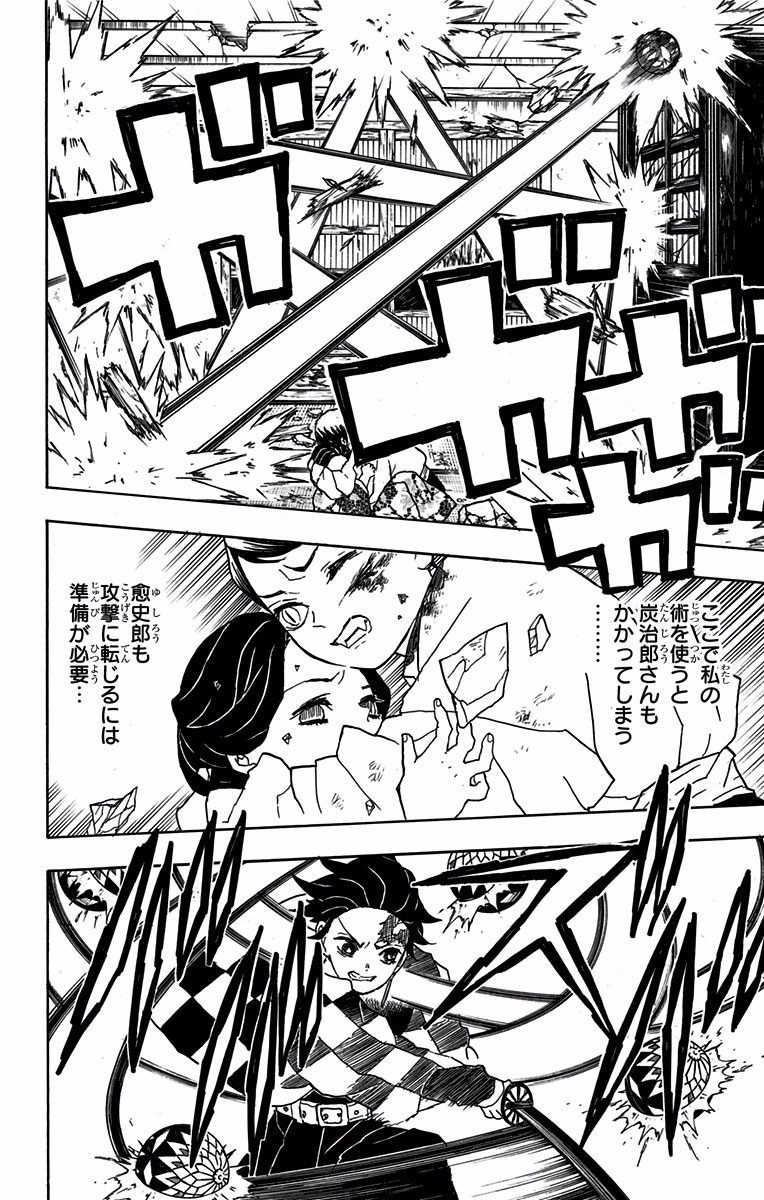 ガガ
ガ
ガ
ここで私の
術を使うと
炭治郎さんも
かかってしまう
………
愈史郎も
攻撃に転じるには
準備が必要…
ズ